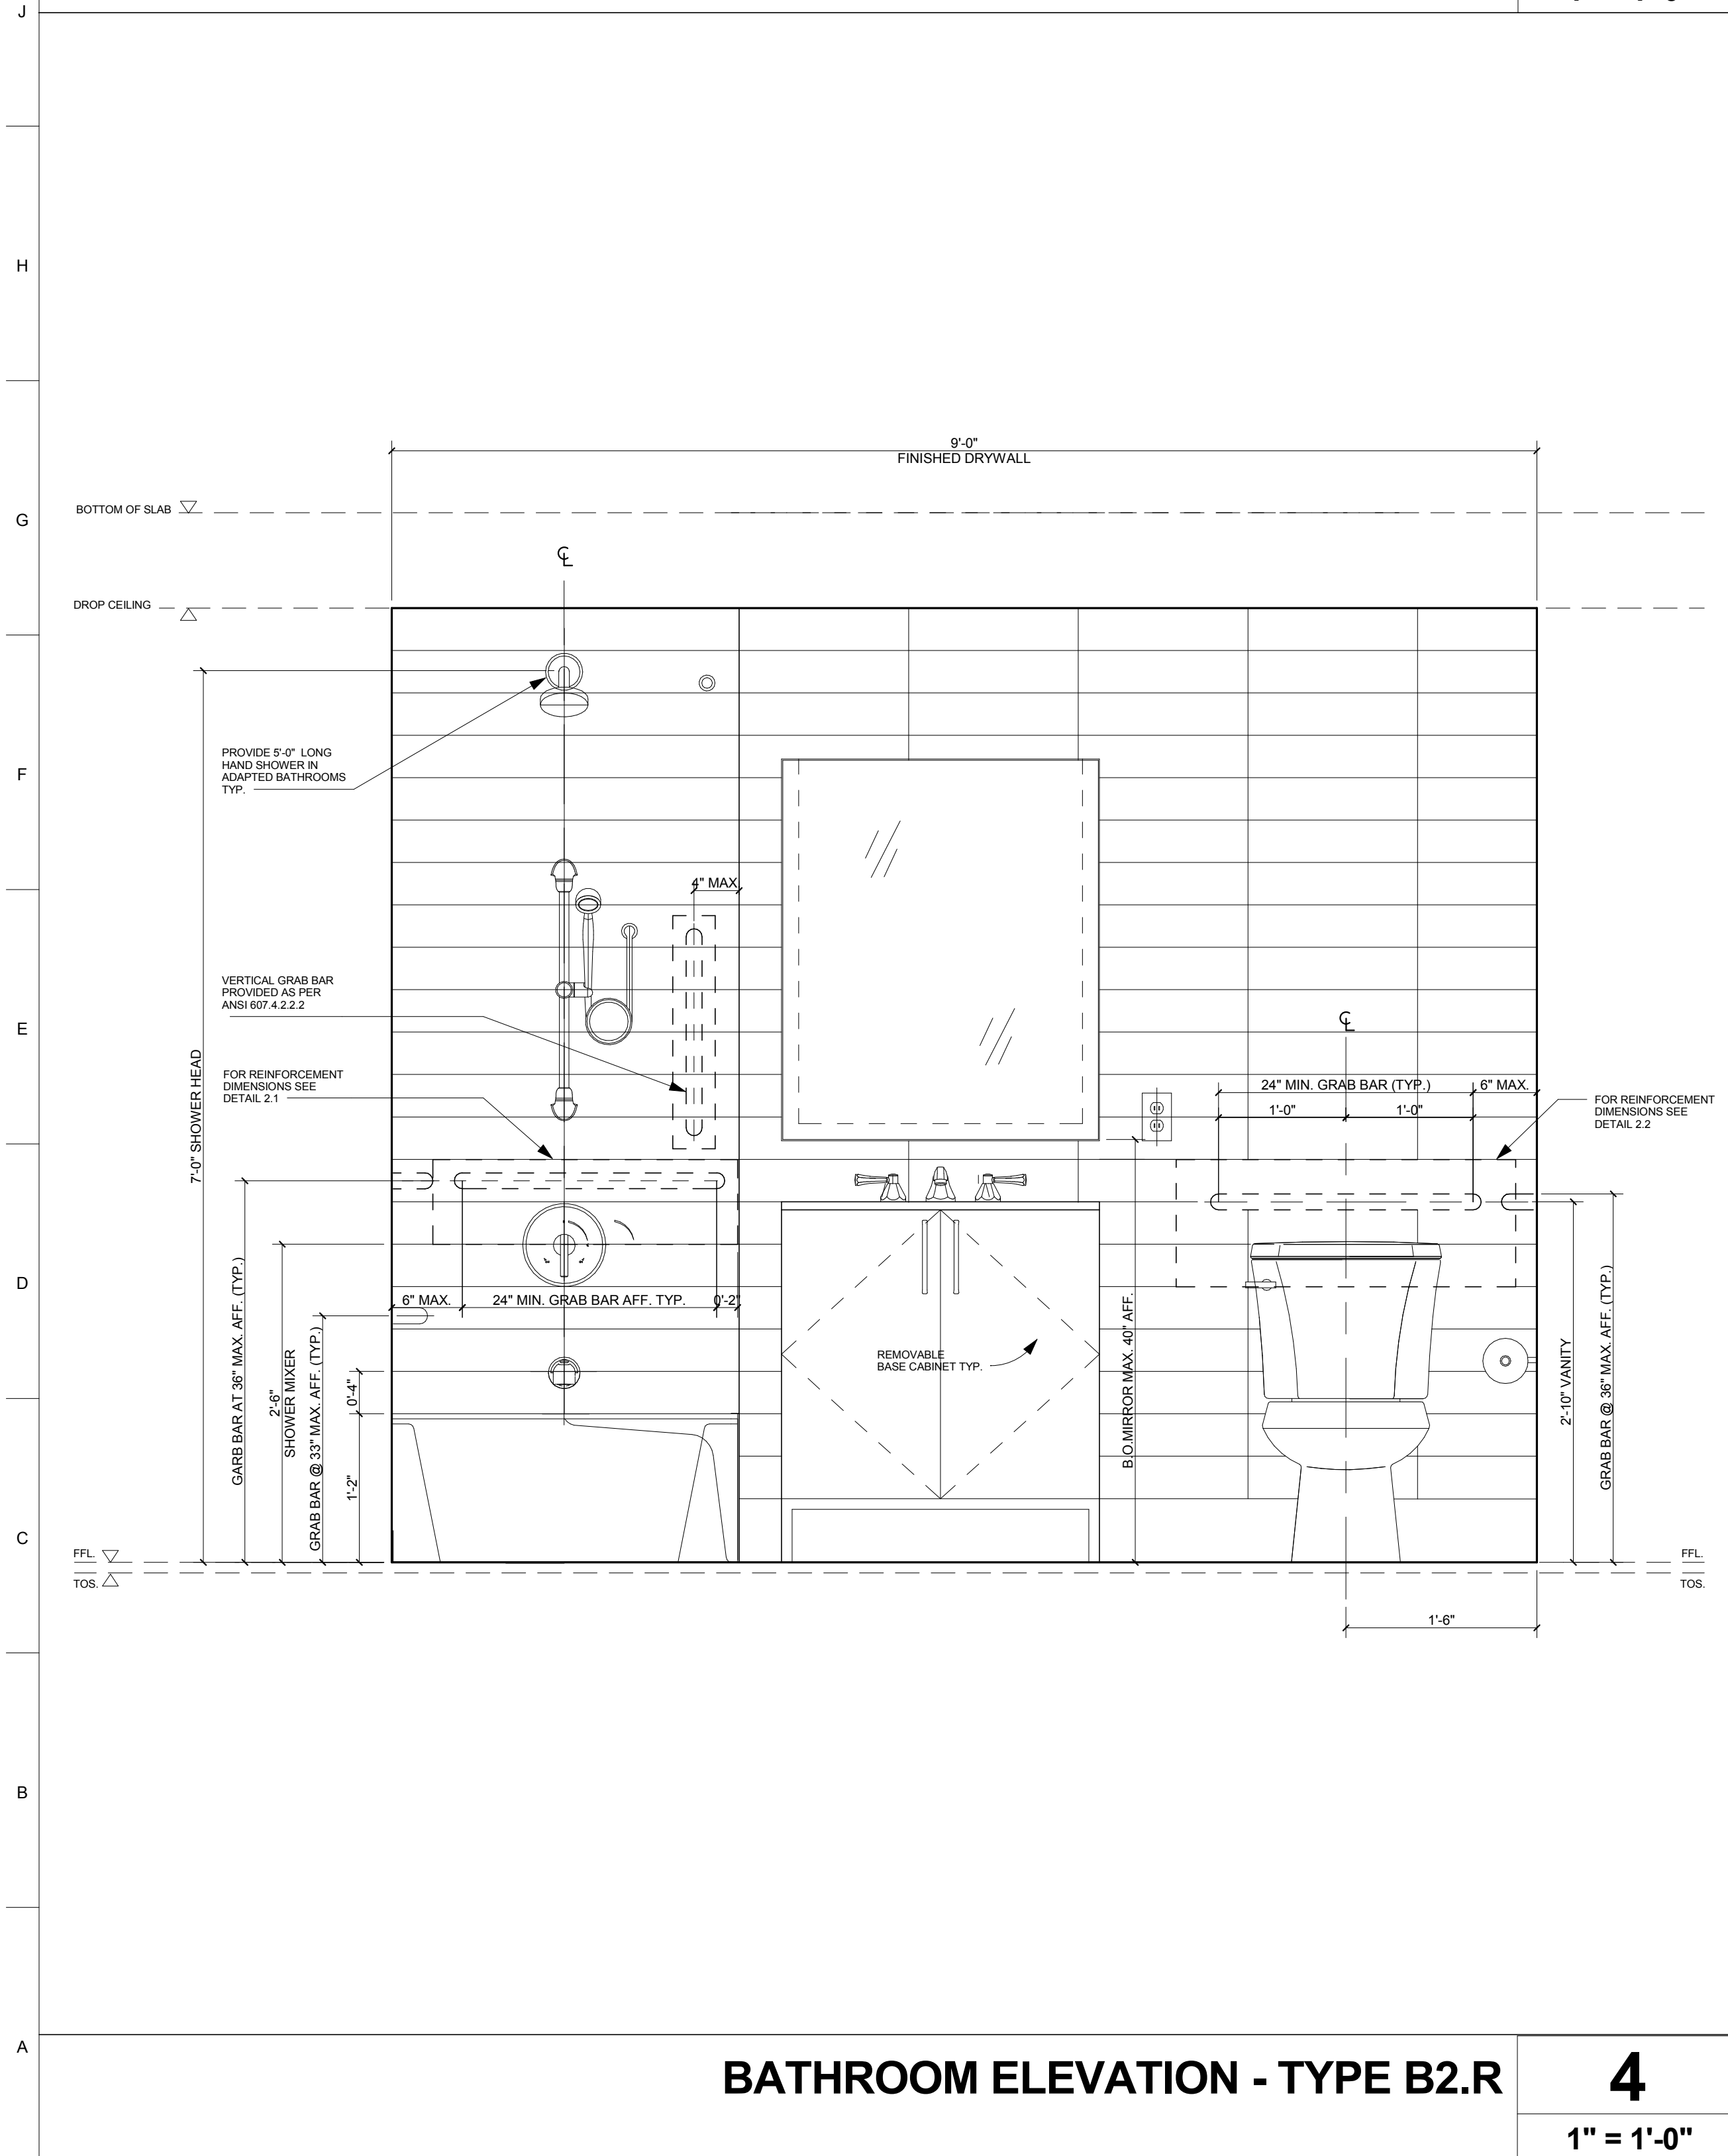 J
H
G
F
E
D
C
B
A
9'-0"
FINISHED DRYWALL
BOTTOM OF SLAB
DROP CEILING
PROVIDE 5'-0" LONG
HAND SHOWER IN
ADAPTED BATHROOMS
TYP.
4" MAX.
VERTICAL GRAB BAR
PROVIDED AS PER
ANSI 607.4.2.2.2
FOR REINFORCEMENT
DIMENSIONS SEE
DETAIL 2.1
24" MIN. GRAB BAR (TYP.)
6" MAX.
1'-0"
1'-0"
FOR REINFORCEMENT
DIMENSIONS SEE
DETAIL 2.2
7'-0" SHOWER HEAD
GARB BAR AT 36" MAX. AFF. (TYP.)
2'-6"
SHOWER MIXER
GRAB BAR @ 33" MAX. AFF. (TYP.)
0'-4"
1'-2"
6" MAX.
24" MIN. GRAB BAR AFF. TYP.
0'-2"
REMOVABLE
BASE CABINET TYP.
B.O.MIRROR MAX. 40" AFF.
2'-10" VANITY
GRAB BAR @ 36" MAX. AFF. (TYP.)
FFL.
TOS.
FFL.
TOS.
1'-6"
BATHROOM ELEVATION - TYPE B2.R
4
1" = 1'-0"